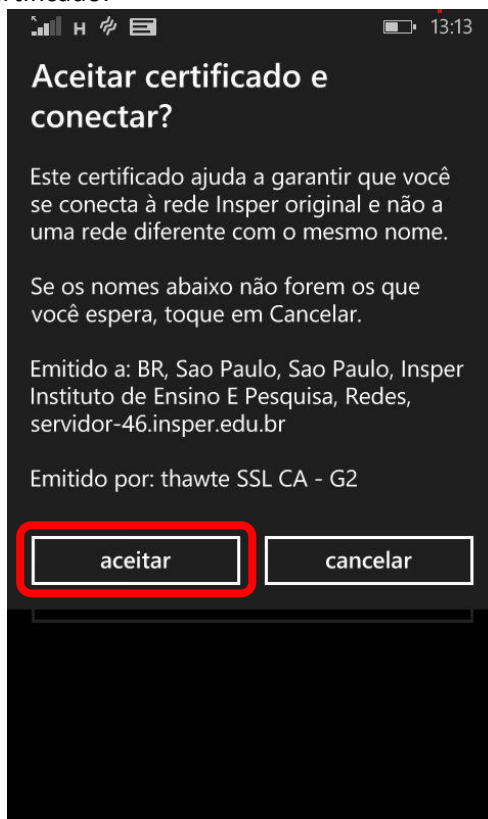 H 13:13
Aceitar certificado e
conectar?
Este certificado ajuda a garantir que você
se conecta à rede Insper original e não a
uma rede diferente com o mesmo nome.
Se os nomes abaixo não forem os que
você espera, toque em Cancelar.
Emitido a: BR, Sao Paulo, Sao Paulo, Insper
Instituto de Ensino E Pesquisa, Redes,
servidor-46.insper.edu.br
Emitido por: thawte SSL CA - G2
aceitar cancelar